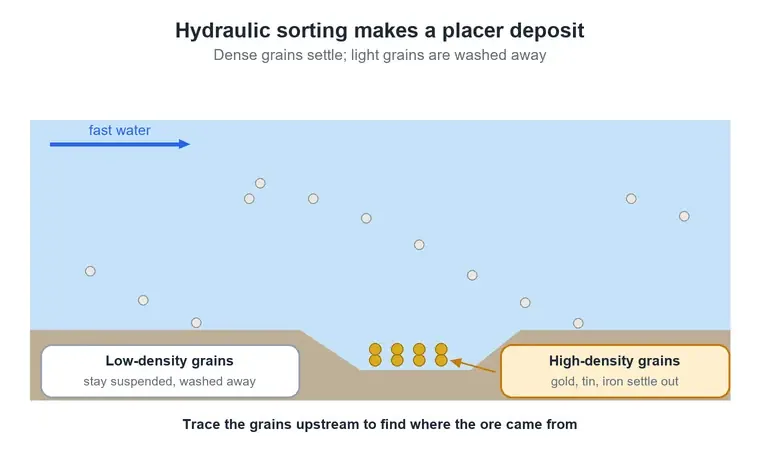 Hydraulic sorting makes a placer deposit
Dense grains settle; light grains are washed away
fast water
Low-density grains
stay suspended, washed away
High-density grains
gold, tin, iron settle out
Trace the grains upstream to find where the ore came from